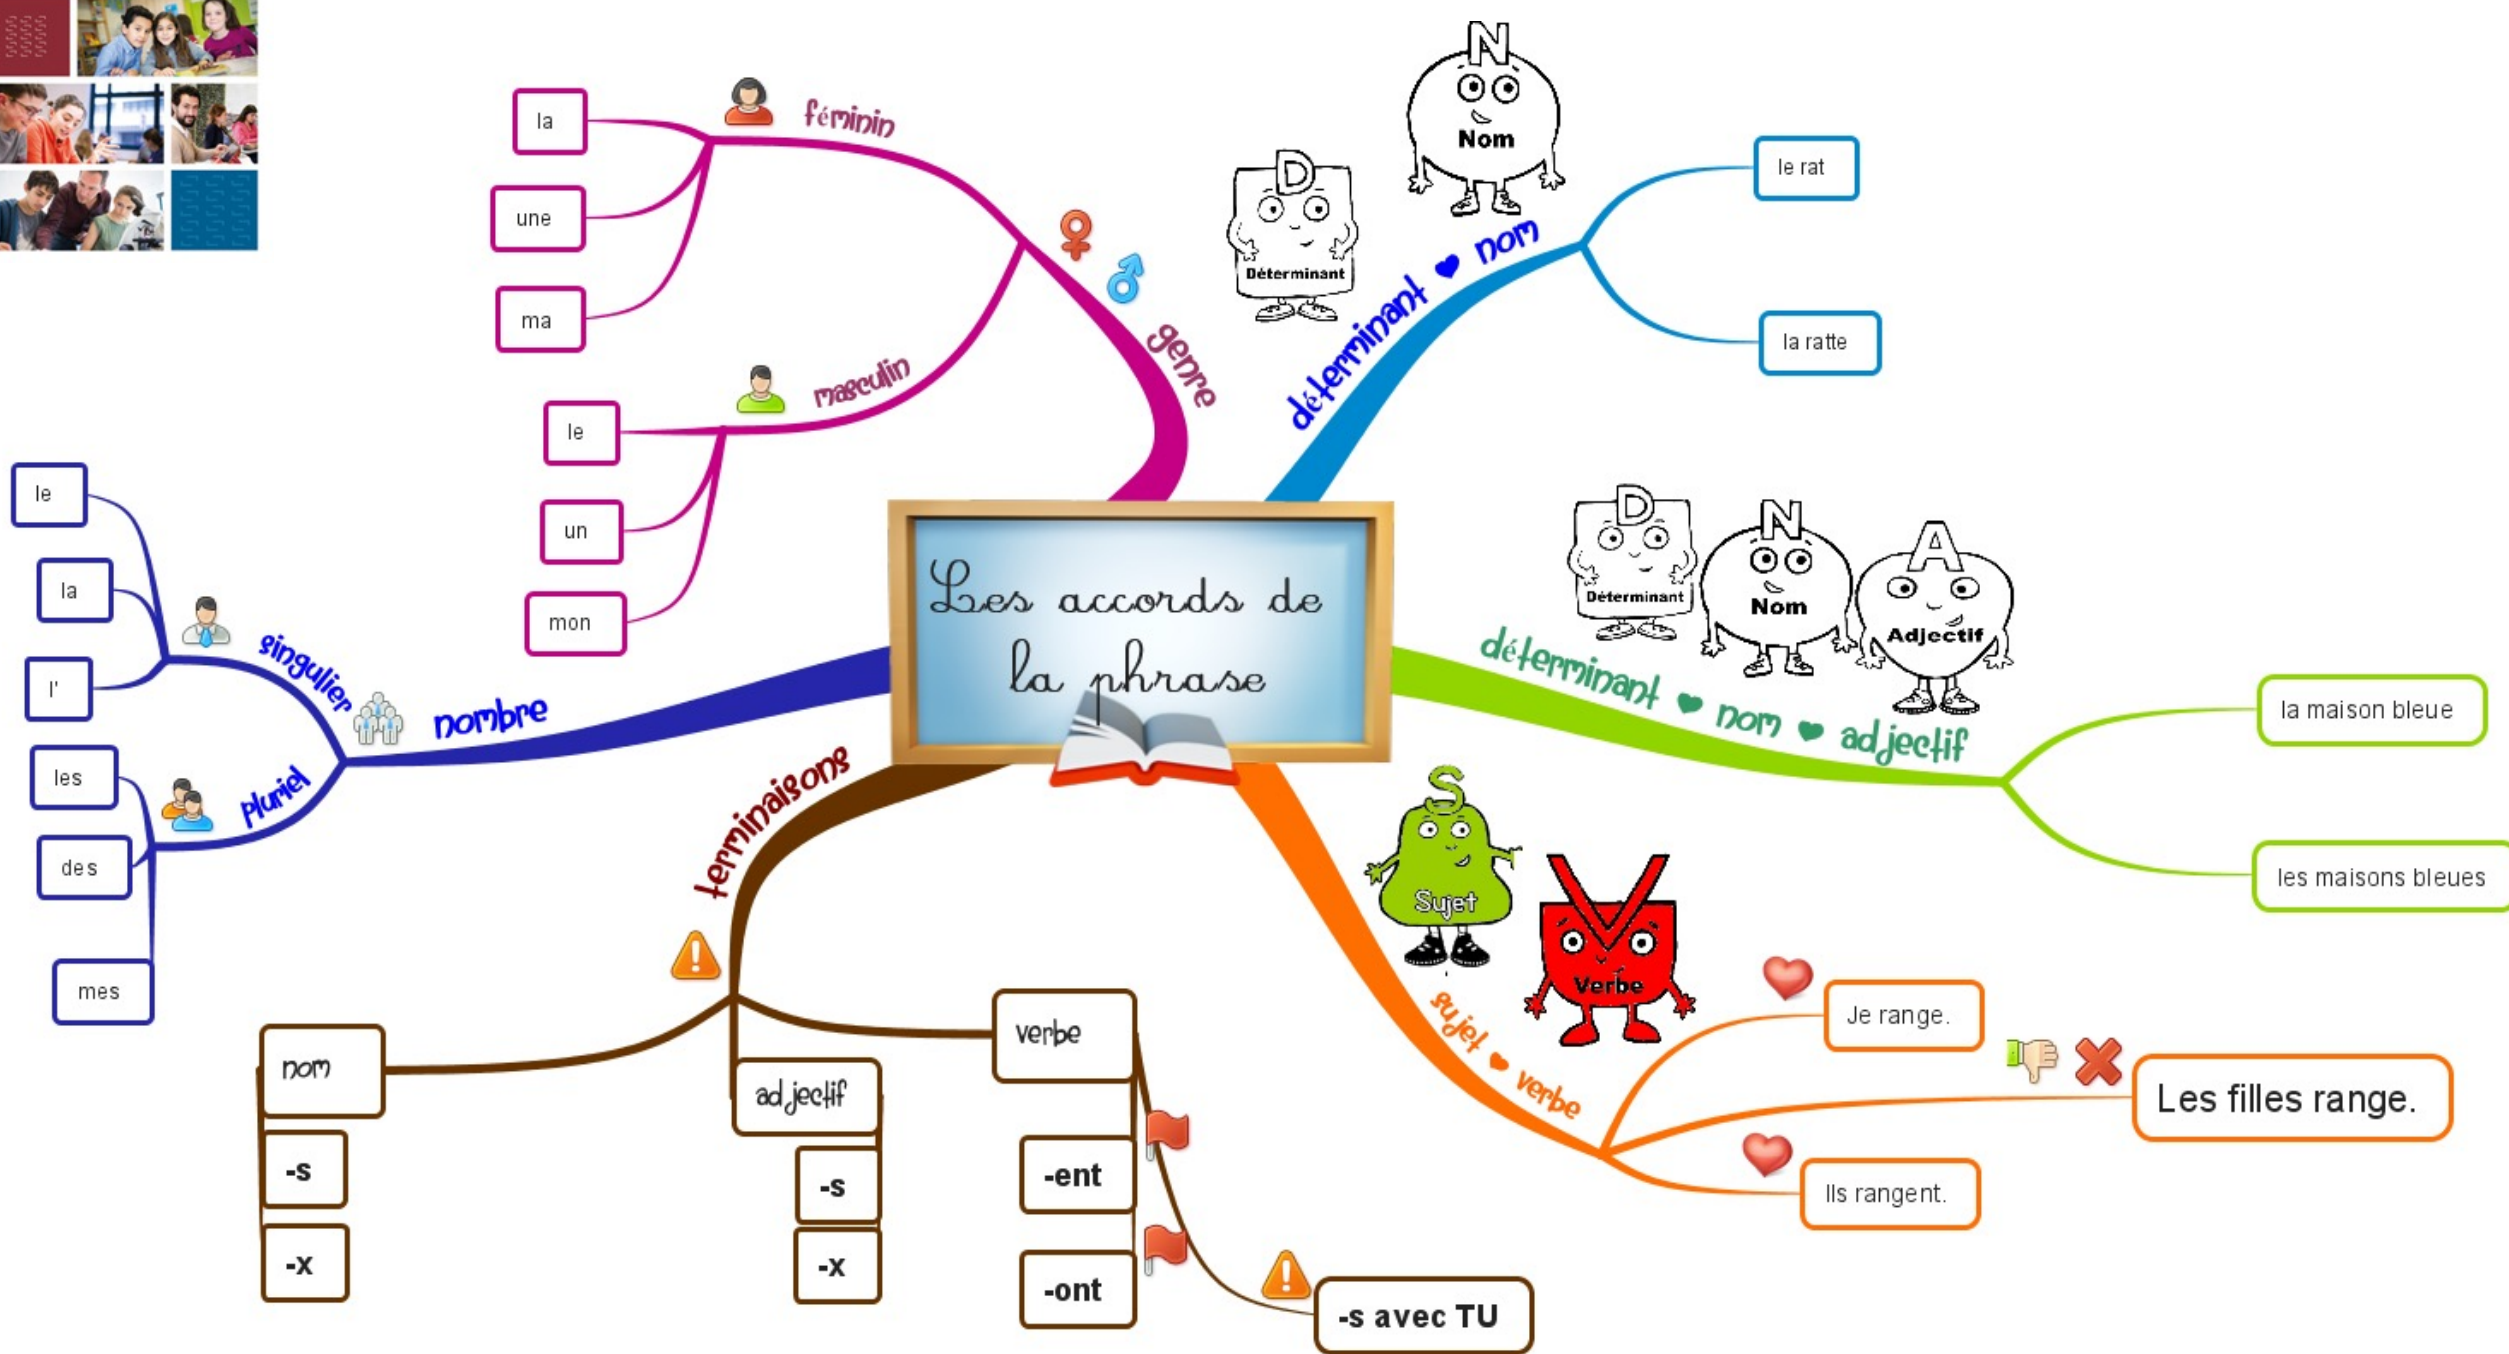 Les accords de
la phrase
genre
féminin
la
une
ma
masculin
le
un
mon
nombre
singulier
le
la
l'
pluriel
les
des
mes
terminaisons
nom
-s
-x
adjectif
-s
-x
verbe
-ent
-ont
-s avec TU
D
Déterminant
N
Nom
déterminant ♥ nom
le rat
la ratte
D
Déterminant
N
Nom
A
Adjectif
déterminant ♥ nom ♥ adjectif
la maison bleue
les maisons bleues
S
Sujet
V
Verbe
sujet ♥ verbe
Je range.
Les filles range.
Ils rangent.